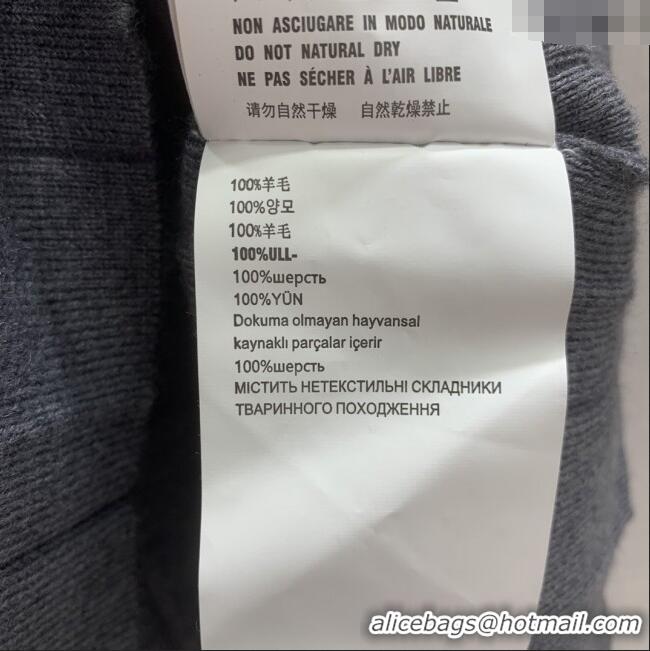 NON ASCIUGARE IN MODO NATURALE
DO NOT NATURAL DRY
NE PAS SÉCHER À L'AIR LIBRE
请勿自然干燥 自然乾燥禁止
100%羊毛
100%양모
100%羊毛
100%ULL-
100%шерсть
100%YÜN
Dokuma olmayan hayvansal
kaynaklı parçalar içerir
100%шерсть
МІСТИТЬ НЕТЕКСТИЛЬНІ СКЛАДНИКИ
ТВАРИННОГО ПОХОДЖЕННЯ
alicebags@hotmail.com